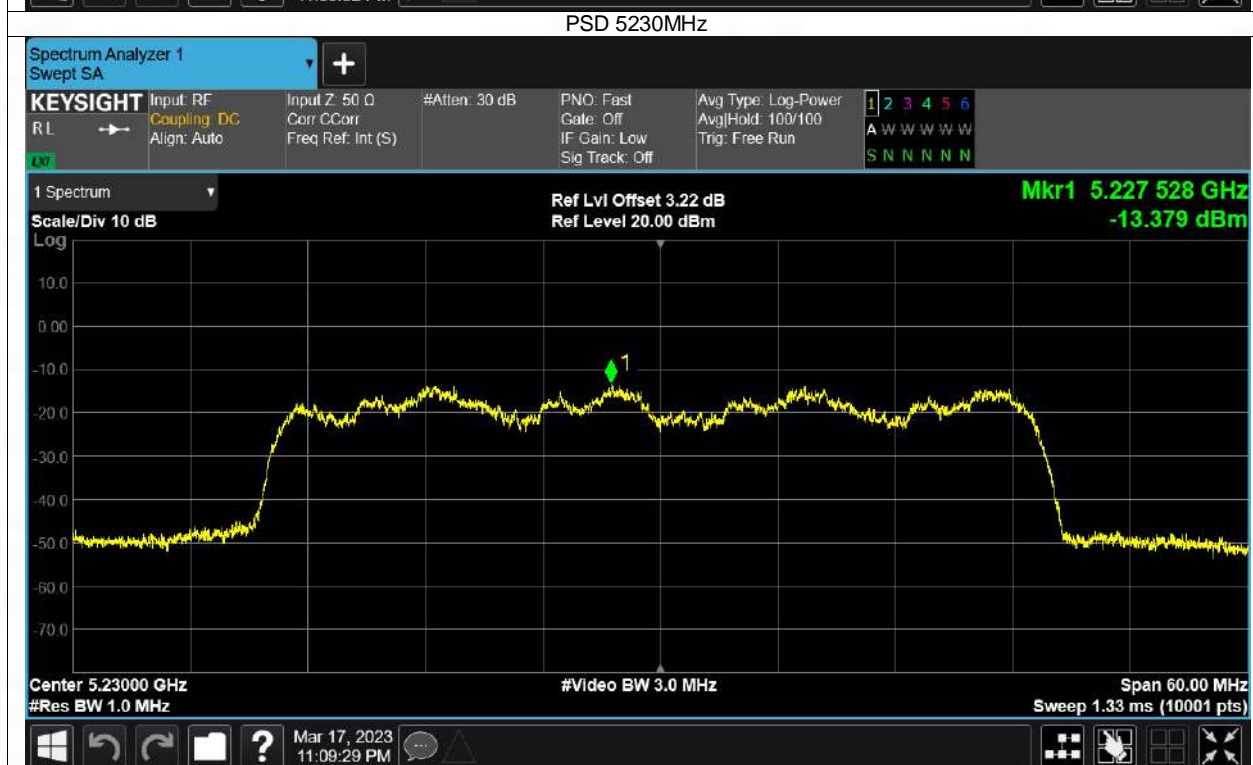 PSD 5230MHz
Spectrum Analyzer 1
Swept SA
+
KEYSIGHT
RL
LXI
Input: RF
Coupling: DC
Align: Auto
Input Z: 50 Ω
Corr CCorr
Freq Ref: Int (S)
#Atten: 30 dB
PNO: Fast
Gate: Off
IF Gain: Low
Sig Track: Off
Avg Type: Log-Power
Avg|Hold: 100/100
Trig: Free Run
1 2 3 4 5 6
A W W W W W
S N N N N N
1 Spectrum
Scale/Div 10 dB
Log
Ref Lvl Offset 3.22 dB
Ref Level 20.00 dBm
Mkr1 5.227 528 GHz
-13.379 dBm
10.0
0.00
-10.0
-20.0
-30.0
-40.0
-50.0
-60.0
-70.0
1
Center 5.23000 GHz
#Res BW 1.0 MHz
#Video BW 3.0 MHz
Span 60.00 MHz
Sweep 1.33 ms (10001 pts)
?
Mar 17, 2023
11:09:29 PM